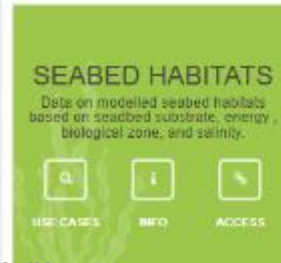 SEABED HABITATS
Data on modelled seabed habitats
based on seadbed substrate, energy ,
biological zone, and salinity.
USE CASES INFO ACCESS